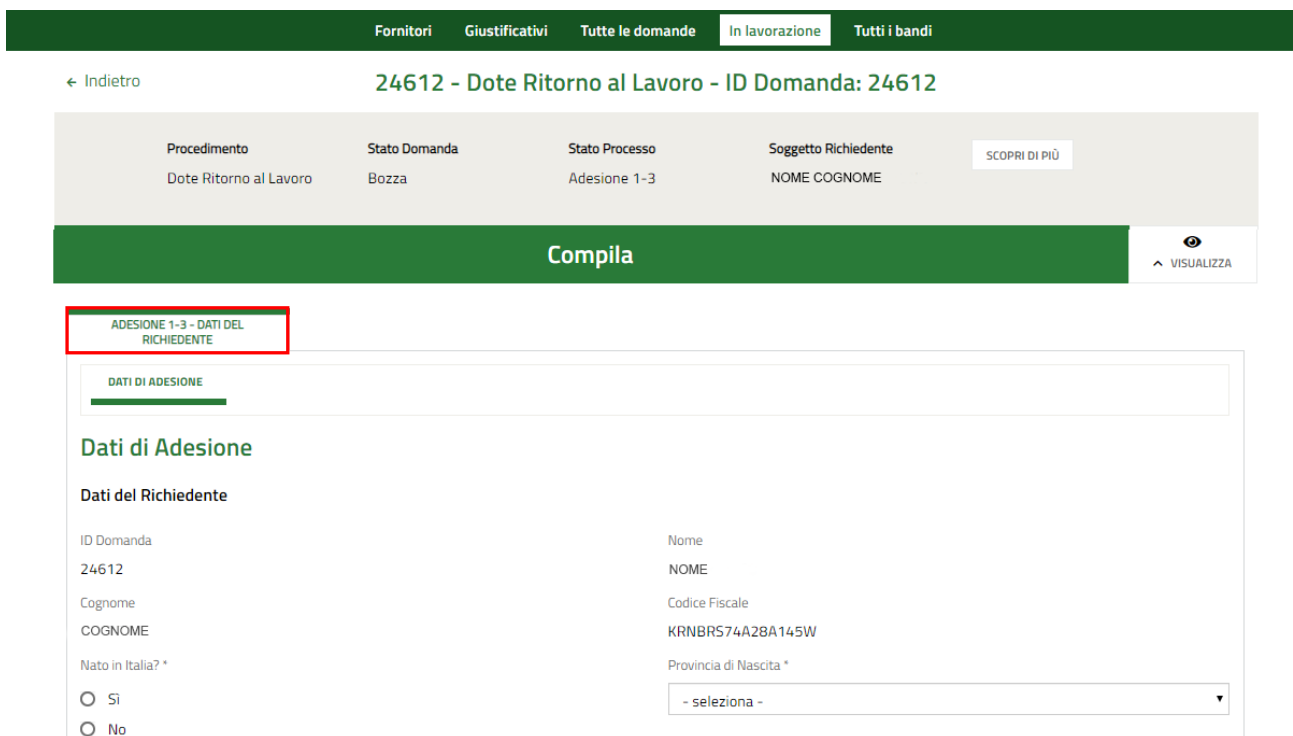 Fornitori Giustificativi Tutte le domande In lavorazione Tutti i bandi
← Indietro
24612 - Dote Ritorno al Lavoro - ID Domanda: 24612
Procedimento Stato Domanda Stato Processo Soggetto Richiedente
SCOPRI DI PIÙ
Dote Ritorno al Lavoro Bozza Adesione 1-3 NOME COGNOME
Compila
VISUALIZZA
ADESIONE 1-3 - DATI DEL
RICHIEDENTE
DATI DI ADESIONE
Dati di Adesione
Dati del Richiedente
ID Domanda Nome
24612 NOME
Cognome Codice Fiscale
COGNOME KRNBRS74A28A145W
Nato in Italia? * Provincia di Nascita *
Sì - seleziona -
No